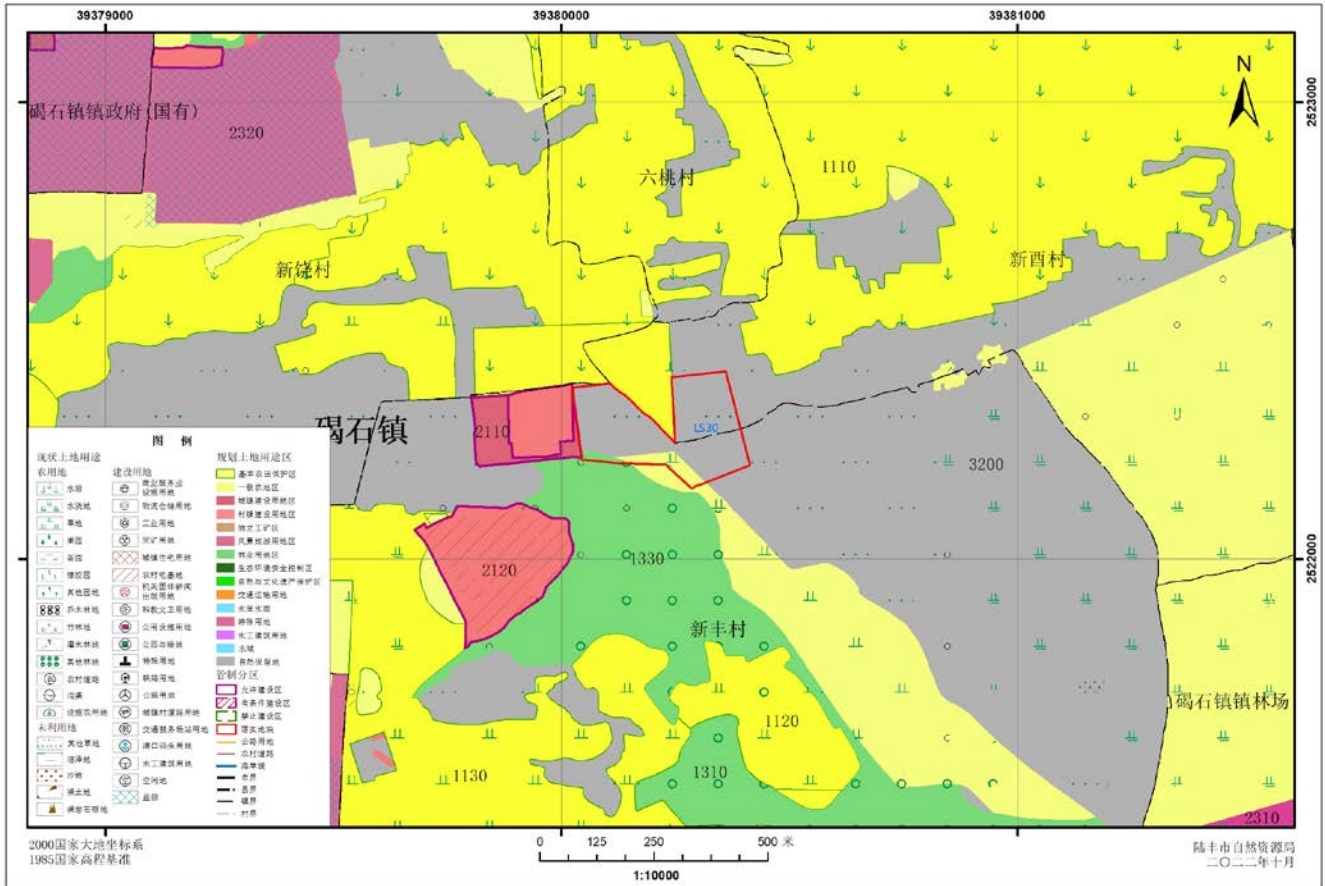 39379000
39380000
39381000
2523000
2522000
N
碣石镇镇政府(国有)
2320
六桃村
1110
新饶村
新酉村
碣石镇
2110
LS30
3200
2120
1330
新丰村
碣石镇镇林场
1120
1310
1130
2310
图 例
现状土地用途
农用地
水田
水浇地
旱地
果园
茶园
橡胶园
其他园地
乔木林地
竹林地
灌木林地
其他林地
农村道路
沟渠
设施农用地
未利用地
其他草地
沼泽地
沙地
裸土地
裸岩石砾地
建设用地
商业服务业
设施用地
物流仓储用地
工业用地
采矿用地
城镇住宅用地
农村宅基地
机关团体新闻
出版用地
科教文卫用地
公用设施用地
公园与绿地
特殊用地
铁路用地
公路用地
城镇村道路用地
交通服务场站用地
港口码头用地
水工建筑用地
空闲地
盐田
规划土地用途区
基本农田保护区
一般农地区
城镇建设用地区
村镇建设用地区
独立工矿区
风景旅游用地区
林业用地区
生态环境安全控制区
自然与文化遗产保护区
交通运输用地
水田水面
特殊用地
水工建筑用地
水域
自然保留地
管制分区
允许建设区
有条件建设区
禁止建设区
落实地块
公路用地
农村道路
海岸线
市界
县界
镇界
村界
2000国家大地坐标系
1985国家高程基准
0 125 250 500 米
1:10000
陆丰市自然资源局
二〇二二年十月